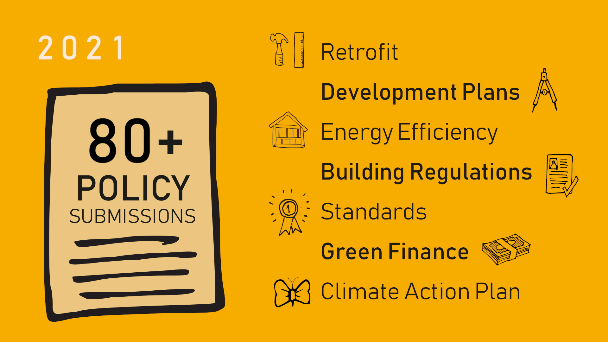 2021
80+
POLICY
SUBMISSIONS
Retrofit
Development Plans
Energy Efficiency
Building Regulations
Standards
Green Finance
Climate Action Plan